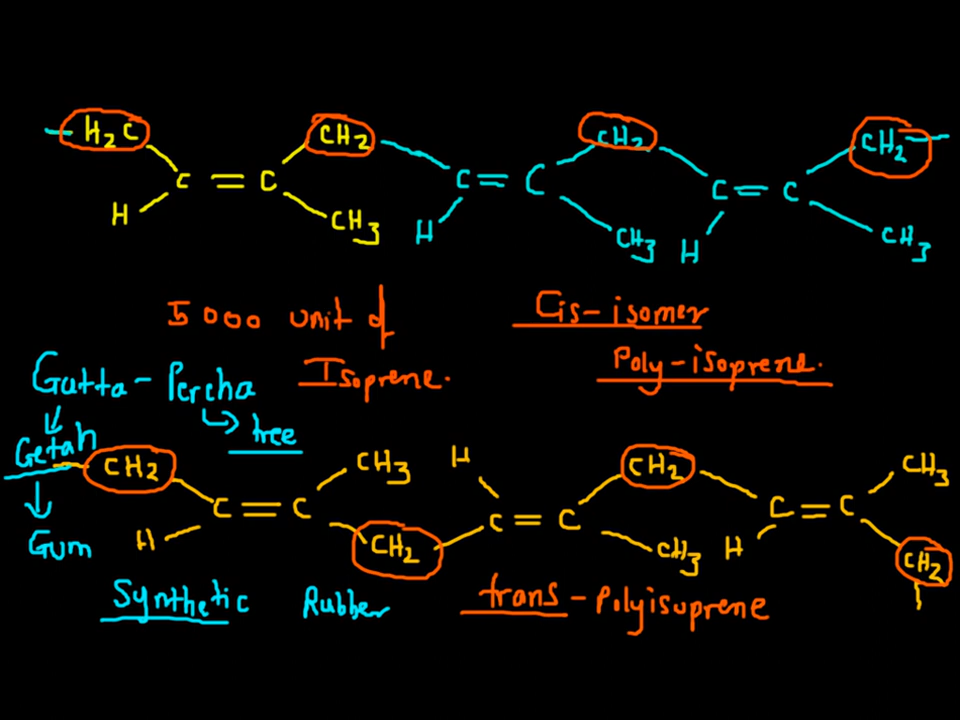 H2C CH2 CH2 CH2
C = C C = C C = C
H CH3 H CH3 H CH3
5000 unit of Isoprene.
Cis-isomer
Poly-isoprene.
Gutta-Percha
Getah tree
Gum
CH2 CH3 H CH2 CH3
C = C C = C C = C
H CH2 CH3 H CH2
Synthetic Rubber
trans-Polyisuprene